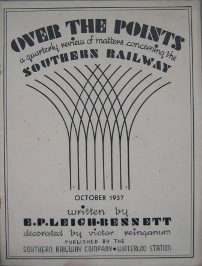 OVER THE POINTS
a quarterly review of matters concerning the
SOUTHERN RAILWAY
OCTOBER 1937
written by
E.P. LEIGH-BENNETT
decorated by victor reinganum
PUBLISHED BY THE
SOUTHERN RAILWAY COMPANY • WATERLOO STATION